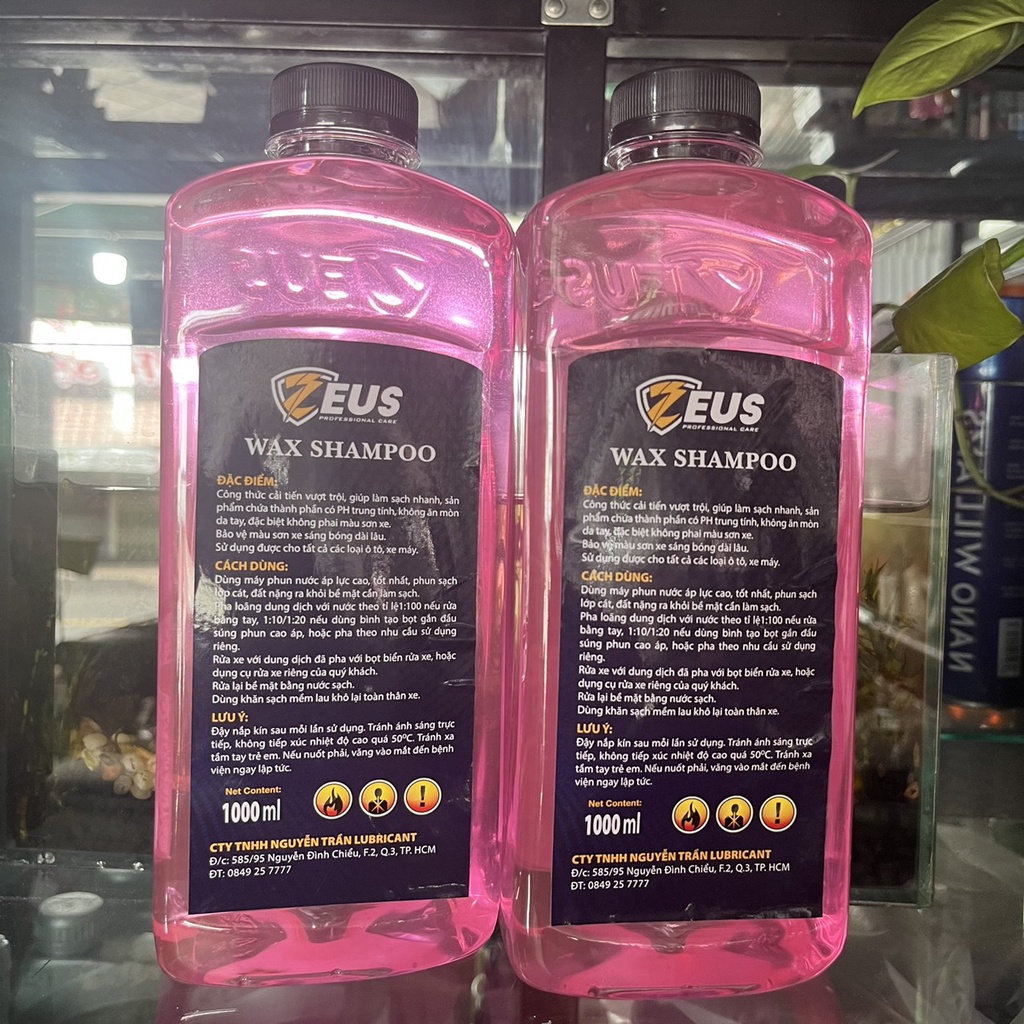 ZEUS
ZEUS
PROFESSIONAL CARE
WAX SHAMPOO
ĐẶC ĐIỂM:
Công thức cải tiến vượt trội, giúp làm sạch nhanh, sản
phẩm chứa thành phần có PH trung tính, không ăn mòn
da tay, đặc biệt không phai màu sơn xe.
Bảo vệ màu sơn xe sáng bóng dài lâu.
Sử dụng được cho tất cả các loại ô tô, xe máy.
CÁCH DÙNG:
Dùng máy phun nước áp lực cao, tốt nhất, phun sạch
lớp cát, đất nặng ra khỏi bề mặt cần làm sạch.
Pha loãng dung dịch với nước theo tỉ lệ1:100 nếu rửa
bằng tay, 1:10/1:20 nếu dùng bình tạo bọt gắn đầu
súng phun cao áp, hoặc pha theo nhu cầu sử dụng
riêng.
Rửa xe với dung dịch đã pha với bọt biển rửa xe, hoặc
dụng cụ rửa xe riêng của quý khách.
Rửa lại bề mặt bằng nước sạch.
Dùng khăn sạch mềm lau khô lại toàn thân xe.
LƯU Ý:
Đậy nắp kín sau mỗi lần sử dụng. Tránh ánh sáng trực
tiếp, không tiếp xúc nhiệt độ cao quá 50°C. Tránh xa
tầm tay trẻ em. Nếu nuốt phải, văng vào mắt đến bệnh
viện ngay lập tức.
Net Content:
1000 ml
CTY TNHH NGUYỄN TRẦN LUBRICANT
Đ/c: 585/95 Nguyễn Đình Chiểu, F.2, Q.3, TP. HCM
ĐT: 0849 25 7777
ZEUS
ZEUS
PROFESSIONAL CARE
WAX SHAMPOO
ĐẶC ĐIỂM:
Công thức cải tiến vượt trội, giúp làm sạch nhanh, sản
phẩm chứa thành phần có PH trung tính, không ăn mòn
da tay, đặc biệt không phai màu sơn xe.
Bảo vệ màu sơn xe sáng bóng dài lâu.
Sử dụng được cho tất cả các loại ô tô, xe máy.
CÁCH DÙNG:
Dùng máy phun nước áp lực cao, tốt nhất, phun sạch
lớp cát, đất nặng ra khỏi bề mặt cần làm sạch.
Pha loãng dung dịch với nước theo tỉ lệ1:100 nếu rửa
bằng tay, 1:10/1:20 nếu dùng bình tạo bọt gắn đầu
súng phun cao áp, hoặc pha theo nhu cầu sử dụng
riêng.
Rửa xe với dung dịch đã pha với bọt biển rửa xe, hoặc
dụng cụ rửa xe riêng của quý khách.
Rửa lại bề mặt bằng nước sạch.
Dùng khăn sạch mềm lau khô lại toàn thân xe.
LƯU Ý:
Đậy nắp kín sau mỗi lần sử dụng. Tránh ánh sáng trực
tiếp, không tiếp xúc nhiệt độ cao quá 50°C. Tránh xa
tầm tay trẻ em. Nếu nuốt phải, văng vào mắt đến bệnh
viện ngay lập tức.
Net Content:
1000 ml
CTY TNHH NGUYỄN TRẦN LUBRICANT
Đ/c: 585/95 Nguyễn Đình Chiểu, F.2, Q.3, TP. HCM
ĐT: 0849 25 7777
NANO